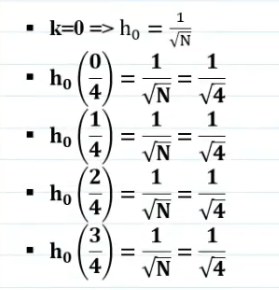 ▪ k=0 => h₀ = 1/√N
▪ h₀(0/4) = 1/√N = 1/√4
▪ h₀(1/4) = 1/√N = 1/√4
▪ h₀(2/4) = 1/√N = 1/√4
▪ h₀(3/4) = 1/√N = 1/√4